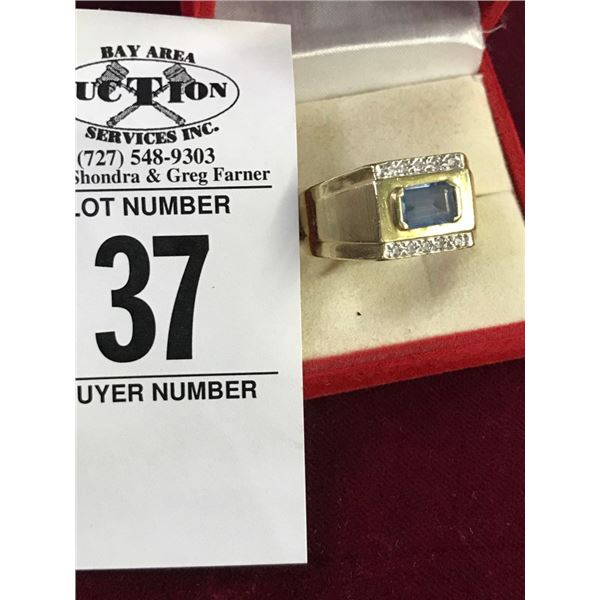 BAY AREA
UCTION
SERVICES INC.
(727) 548-9303
Shondra & Greg Farner
LOT NUMBER
37
UYER NUMBER